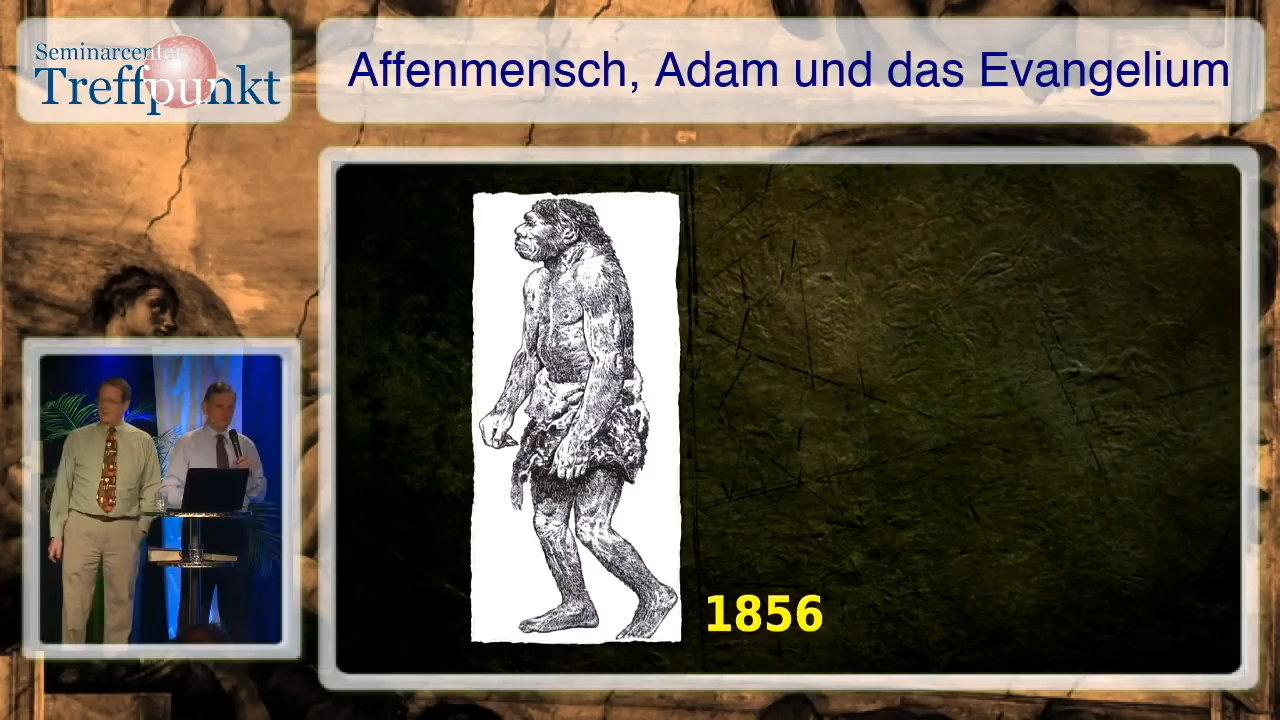 Seminarcenter
Treffpunkt
Affenmensch, Adam und das Evangelium
1856